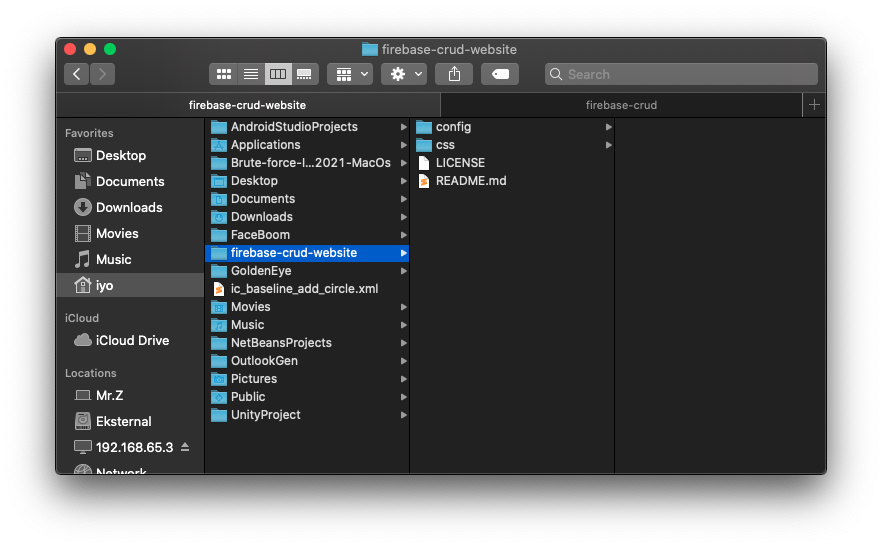 firebase-crud-website
Search
firebase-crud-website
firebase-crud
Favorites
Desktop
Documents
Downloads
Movies
Music
iyo
iCloud
iCloud Drive
Locations
Mr.Z
Eksternal
192.168.65.3
Network
AndroidStudioProjects
Applications
Brute-force-I...2021-MacOs
Desktop
Documents
Downloads
FaceBoom
firebase-crud-website
GoldenEye
ic_baseline_add_circle.xml
Movies
Music
NetBeansProjects
OutlookGen
Pictures
Public
UnityProject
config
css
LICENSE
README.md